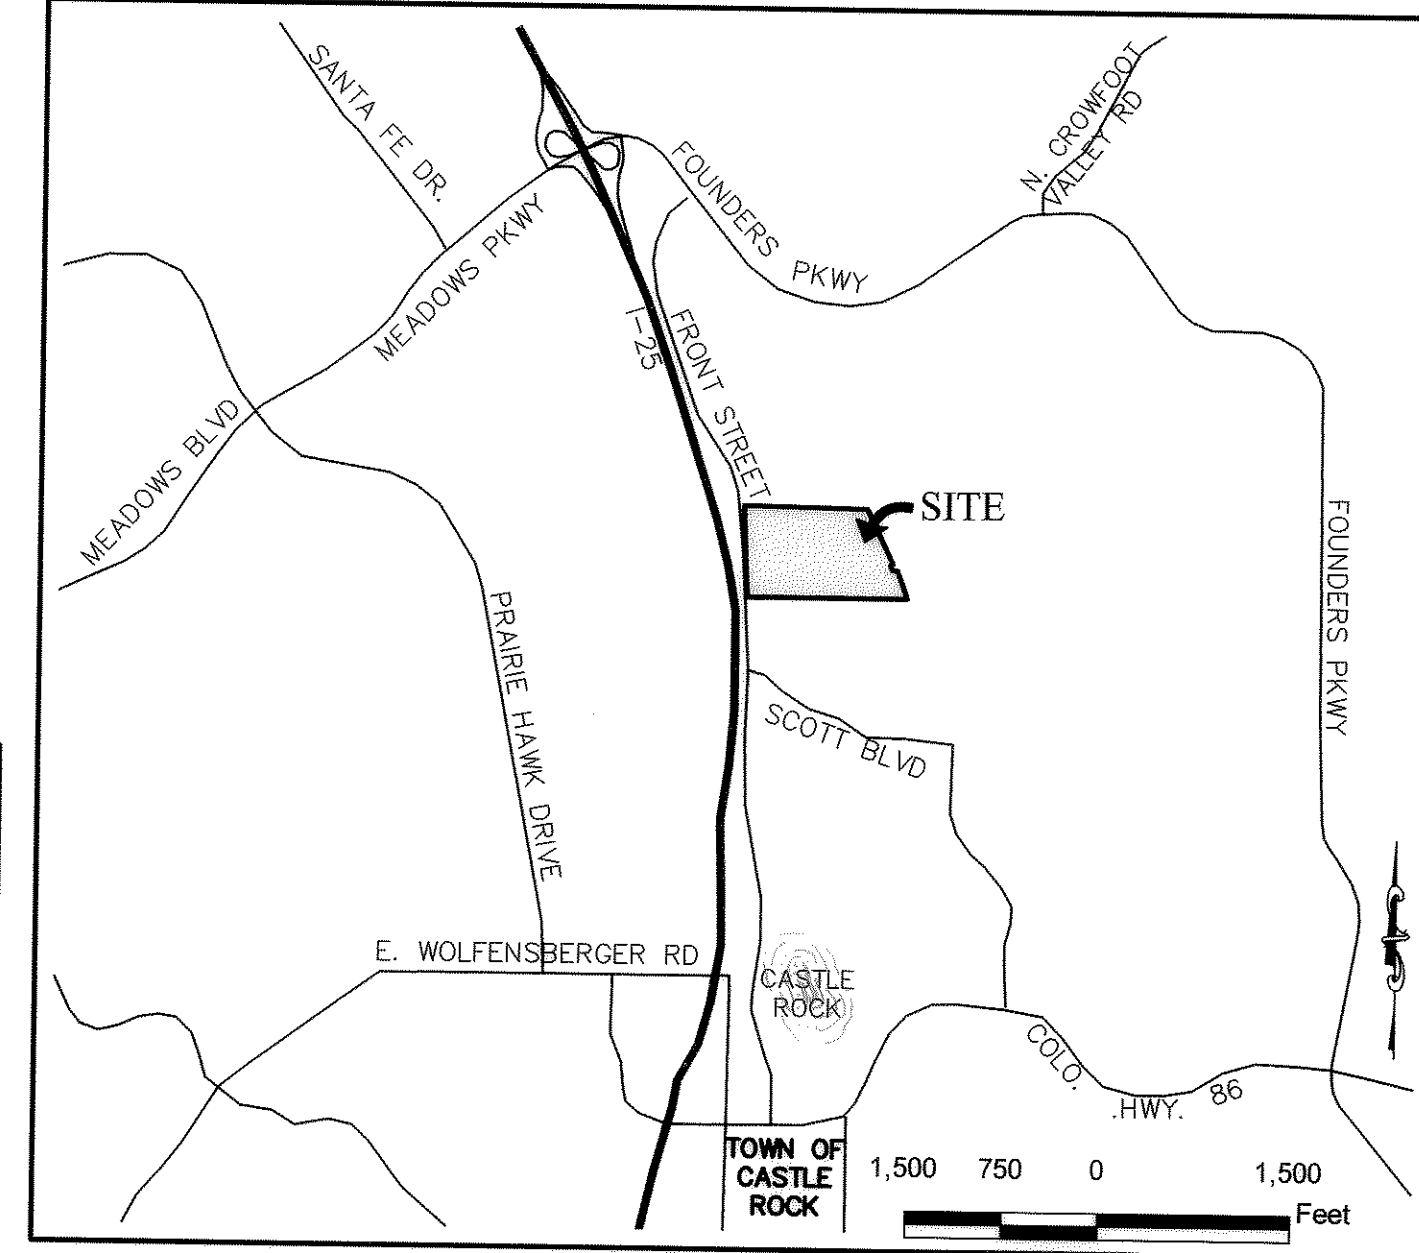 SANTA FE DR.
N. CROWFOOT
VALLEY RD
FOUNDERS
PKWY
MEADOWS PKWY
I-25
FRONT STREET
MEADOWS BLVD
SITE
FOUNDERS PKWY
PRAIRIE HAWK DRIVE
SCOTT BLVD
E. WOLFENSBERGER RD
CASTLE
ROCK
COLO.
.HWY.
86
TOWN OF
CASTLE
ROCK
1,500 750 0 1,500
Feet